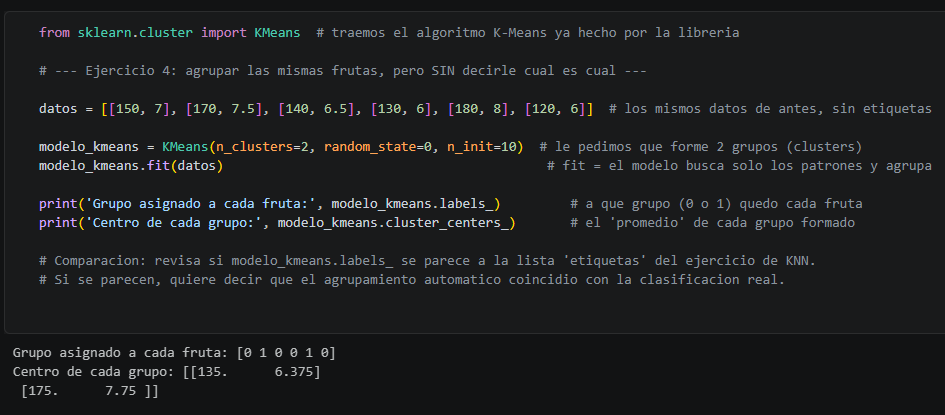 from sklearn.cluster import KMeans  # traemos el algoritmo K-Means ya hecho por la libreria
# --- Ejercicio 4: agrupar las mismas frutas, pero SIN decirle cual es cual ---
datos = [[150, 7], [170, 7.5], [140, 6.5], [130, 6], [180, 8], [120, 6]]  # los mismos datos de antes, sin etiquetas
modelo_kmeans = KMeans(n_clusters=2, random_state=0, n_init=10)  # le pedimos que forme 2 grupos (clusters)
modelo_kmeans.fit(datos)                                          # fit = el modelo busca solo los patrones y agrupa
print('Grupo asignado a cada fruta:', modelo_kmeans.labels_)         # a que grupo (0 o 1) quedo cada fruta
print('Centro de cada grupo:', modelo_kmeans.cluster_centers_)       # el 'promedio' de cada grupo formado
# Comparacion: revisa si modelo_kmeans.labels_ se parece a la lista 'etiquetas' del ejercicio de KNN.
# Si se parecen, quiere decir que el agrupamiento automatico coincidio con la clasificacion real.
Grupo asignado a cada fruta: [0 1 0 0 1 0]
Centro de cada grupo: [[135.      6.375]
 [175.      7.75 ]]